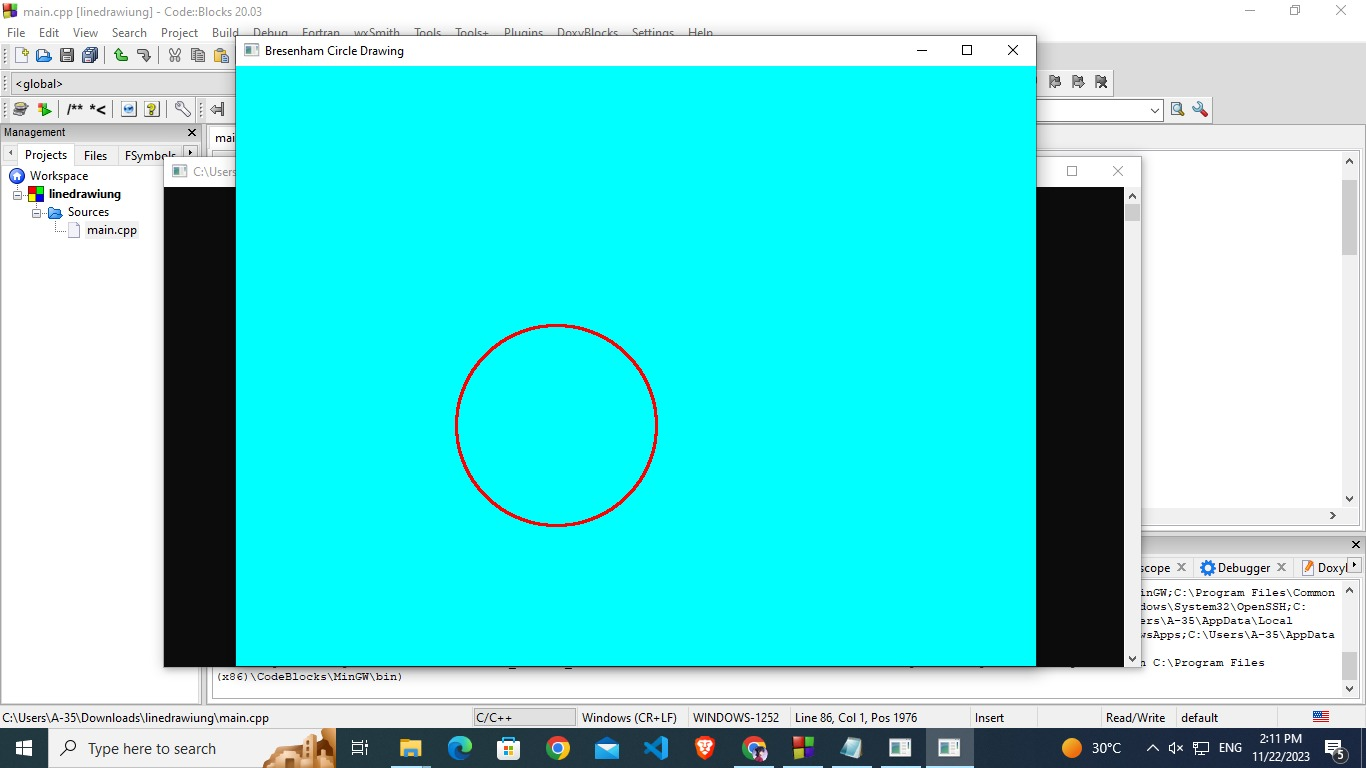 main.cpp [linedrawiung] - Code::Blocks 20.03
File Edit View Search Project Build Debug Fortran wxSmith Tools Tools+ Plugins DoxyBlocks Settings Help
Bresenham Circle Drawing
<global>
/** *<
Management
Projects Files FSymbols
mai
C:\Users
Workspace
linedrawiung
Sources
main.cpp
scope Debugger Doxyl
inGW;C:\Program Files\Common
dows\System32\OpenSSH;C:
ers\A-35\AppData\Local
wsApps;C:\Users\A-35\AppData
n C:\Program Files
(x86)\CodeBlocks\MinGW\bin)
C:\Users\A-35\Downloads\linedrawiung\main.cpp C/C++ Windows (CR+LF) WINDOWS-1252 Line 86, Col 1, Pos 1976 Insert Read/Write default
Type here to search
30°C ENG
2:11 PM
11/22/2023
5